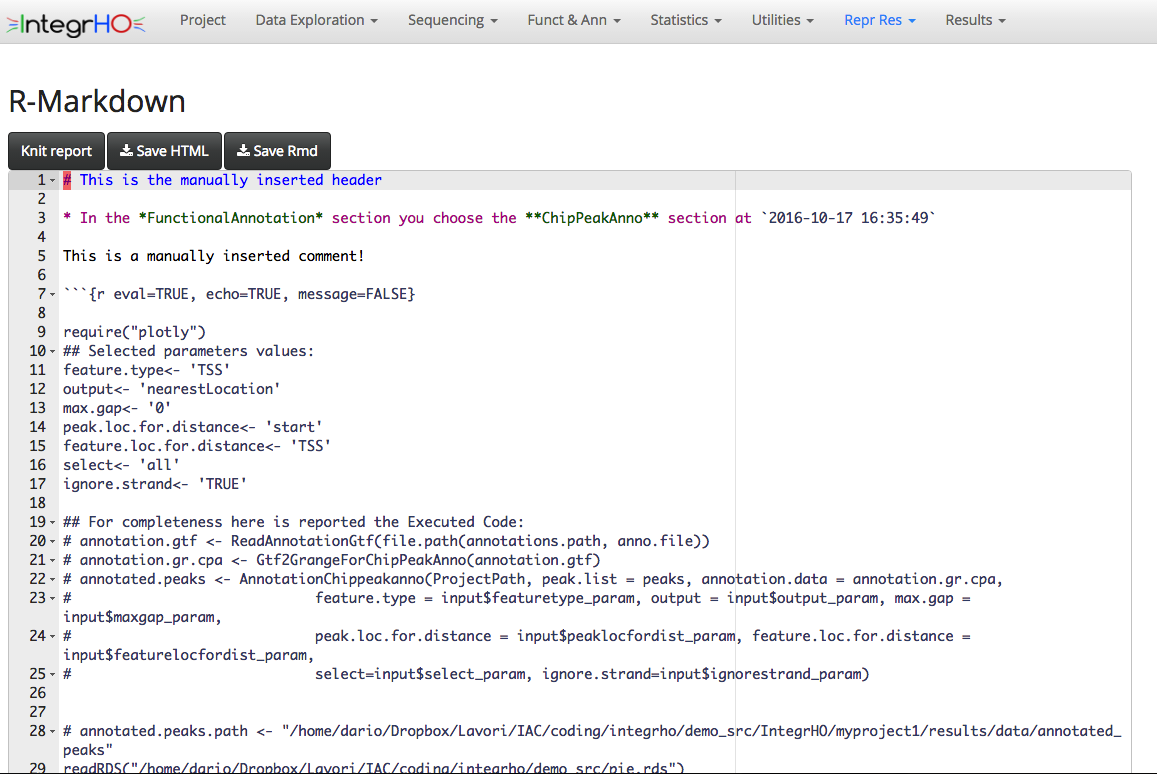 IntegrHO Project Data Exploration Sequencing Funct & Ann Statistics Utilities Repr Res Results
R-Markdown
Knit report Save HTML Save Rmd
1 # This is the manually inserted header
2
3 * In the *FunctionalAnnotation* section you choose the **ChipPeakAnno** section at `2016-10-17 16:35:49`
4
5 This is a manually inserted comment!
6
7 ```{r eval=TRUE, echo=TRUE, message=FALSE}
8
9 require("plotly")
10 ## Selected parameters values:
11 feature.type<- 'TSS'
12 output<- 'nearestLocation'
13 max.gap<- '0'
14 peak.loc.for.distance<- 'start'
15 feature.loc.for.distance<- 'TSS'
16 select<- 'all'
17 ignore.strand<- 'TRUE'
18
19 ## For completeness here is reported the Executed Code:
20 # annotation.gtf <- ReadAnnotationGtf(file.path(annotations.path, anno.file))
21 # annotation.gr.cpa <- Gtf2GrangeForChipPeakAnno(annotation.gtf)
22 # annotated.peaks <- AnnotationChippeakanno(ProjectPath, peak.list = peaks, annotation.data = annotation.gr.cpa,
23 # feature.type = input$featuretype_param, output = input$output_param, max.gap =
input$maxgap_param,
24 # peak.loc.for.distance = input$peaklocfordist_param, feature.loc.for.distance =
input$featurelocfordist_param,
25 # select=input$select_param, ignore.strand=input$ignorestrand_param)
26
27
28 # annotated.peaks.path <- "/home/dario/Dropbox/Lavori/IAC/coding/integrho/demo_src/IntegrHO/myproject1/results/data/annotated_
peaks"
29 readRDS("/home/dario/Dropbox/Lavori/IAC/coding/integrho/demo_src/pie.rds")